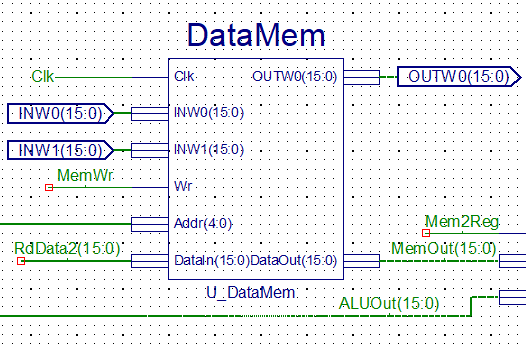 DataMem
Clk
Clk
OUTW0(15:0)
OUTW0(15:0)
INW0(15:0)
INW0(15:0)
INW1(15:0)
INW1(15:0)
MemWr
Wr
Addr(4:0)
Mem2Reg
RdData2(15:0)
DataIn(15:0)
DataOut(15:0)
MemOut(15:0)
U_DataMem
ALUOut(15:0)